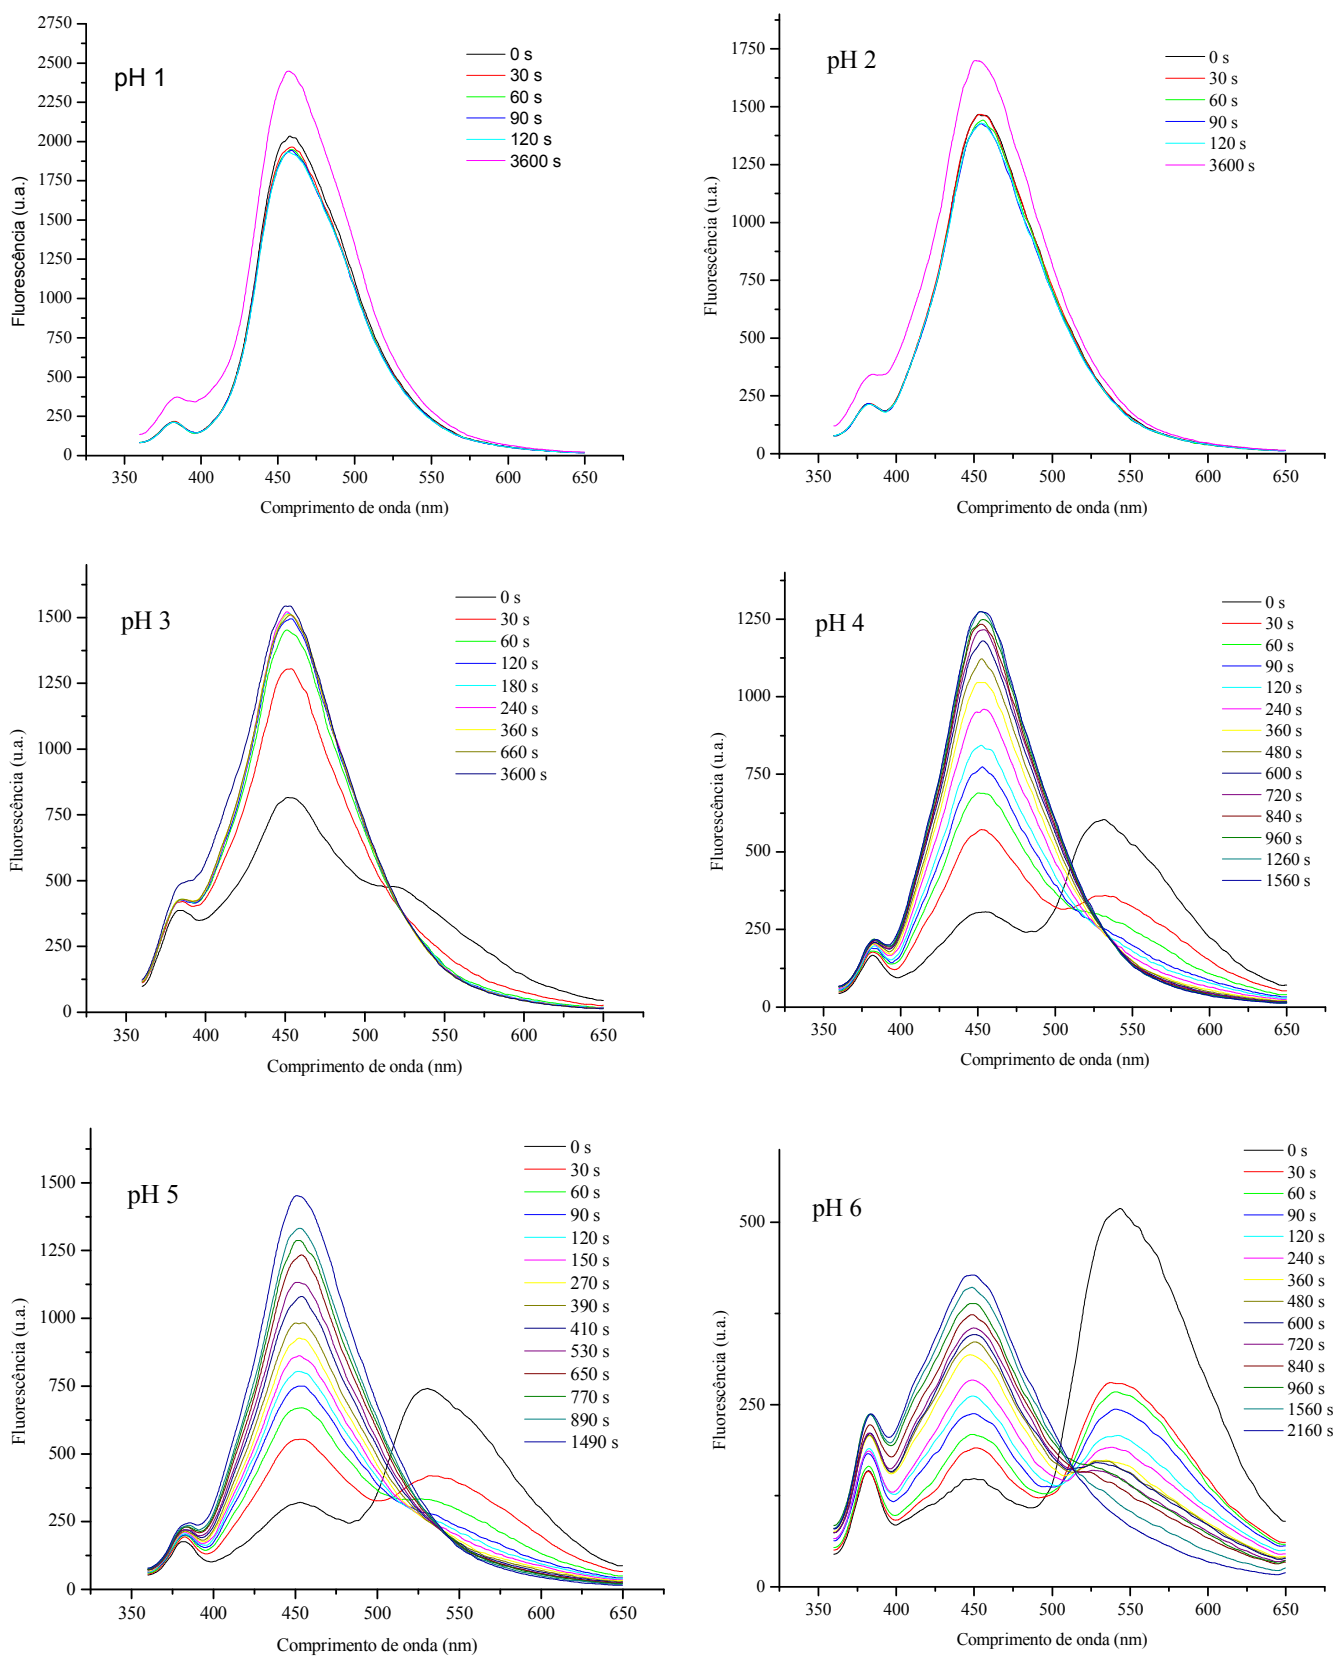 pH 1
0 s
30 s
60 s
90 s
120 s
3600 s
2750
2500
2250
2000
1750
1500
1250
1000
750
500
250
0
Fluorescência (u.a.)
350 400 450 500 550 600 650
Comprimento de onda (nm)
pH 2
0 s
30 s
60 s
90 s
120 s
3600 s
1750
1500
1250
1000
750
500
250
0
Fluorescência (u.a.)
350 400 450 500 550 600 650
Comprimento de onda (nm)
pH 3
0 s
30 s
60 s
120 s
180 s
240 s
360 s
660 s
3600 s
1500
1250
1000
750
500
250
0
Fluorescência (u.a.)
350 400 450 500 550 600 650
Comprimento de onda (nm)
pH 4
0 s
30 s
60 s
90 s
120 s
240 s
360 s
480 s
600 s
720 s
840 s
960 s
1260 s
1560 s
1250
1000
750
500
250
0
Fluorescência (u.a.)
350 400 450 500 550 600 650
Comprimento de onda (nm)
pH 5
0 s
30 s
60 s
90 s
120 s
150 s
270 s
390 s
410 s
530 s
650 s
770 s
890 s
1490 s
1500
1250
1000
750
500
250
0
Fluorescência (u.a.)
350 400 450 500 550 600 650
Comprimento de onda (nm)
pH 6
0 s
30 s
60 s
90 s
120 s
240 s
360 s
480 s
600 s
720 s
840 s
960 s
1560 s
2160 s
500
250
0
Fluorescência (u.a.)
350 400 450 500 550 600 650
Comprimento de onda (nm)